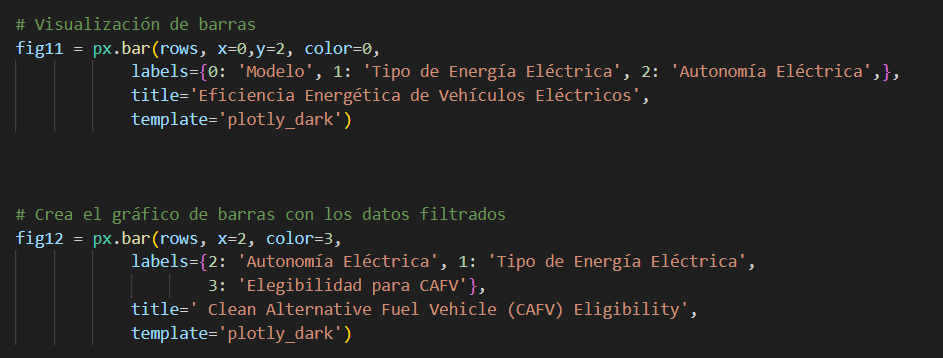 # Visualización de barras
fig11 = px.bar(rows, x=0,y=2, color=0,
labels={0: 'Modelo', 1: 'Tipo de Energía Eléctrica', 2: 'Autonomía Eléctrica',},
title='Eficiencia Energética de Vehículos Eléctricos',
template='plotly_dark')
# Crea el gráfico de barras con los datos filtrados
fig12 = px.bar(rows, x=2, color=3,
labels={2: 'Autonomía Eléctrica', 1: 'Tipo de Energía Eléctrica',
3: 'Elegibilidad para CAFV'},
title=' Clean Alternative Fuel Vehicle (CAFV) Eligibility',
template='plotly_dark')